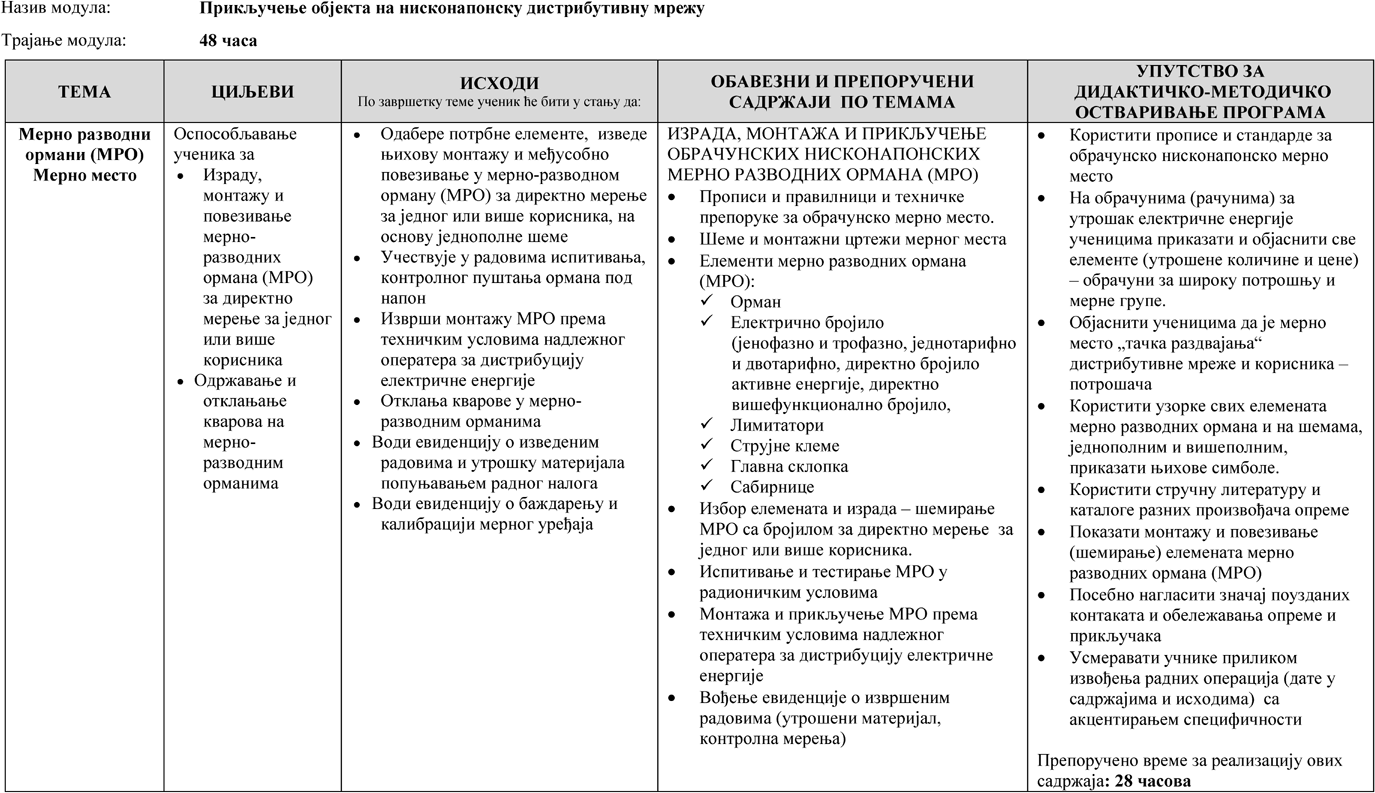 Назив модула: Прикључење објекта на нисконапонску дистрибутивну мрежу
Трајање модула: 48 часа
ТЕМА
ЦИЉЕВИ
ИСХОДИ
По завршетку теме ученик ће бити у стању да:
ОБАВЕЗНИ И ПРЕПОРУЧЕНИ
САДРЖАЈИ ПО ТЕМАМА
УПУТСТВО ЗА
ДИДАКТИЧКО-МЕТОДИЧКО
ОСТВАРИВАЊЕ ПРОГРАМА
Мерно разводни
ормани (МРО)
Мерно место
Оспособљавање
ученика за
• Израду,
монтажу и
повезивање
мерно-
разводних
ормана (МРО)
за директно
мерење за једног
или више
корисника
• Одржавање и
отклањање
кварова на
мерно-
разводним
орманима
• Одабере потрбне елементе, изведе
њихову монтажу и међусобно
повезивање у мерно-разводном
орману (МРО) за директно мерење
за једног или више корисника, на
основу једнополне шеме
• Учествује у радовима испитивања,
контролног пуштања ормана под
напон
• Изврши монтажу МРО према
техничким условима надлежног
оператера за дистрибуцију
електричне енергије
• Отклања кварове у мерно-
разводним орманима
• Води евиденцију о изведеним
радовима и утрошку материјала
попуњавањем радног налога
• Води евиденцију о баждарењу и
калибрацији мерног уређаја
ИЗРАДА, МОНТАЖА И ПРИКЉУЧЕЊЕ
ОБРАЧУНСКИХ НИСКОНАПОНСКИХ
МЕРНО РАЗВОДНИХ ОРМАНА (МРО)
• Прописи и правилници и техничке
препоруке за обрачунско мерно место.
• Шеме и монтажни цртежи мерног места
• Елементи мерно разводних ормана
(МРО):
✓ Орман
✓ Електрично бројило
(јенофазно и трофазно, једнотарифно
и двотарифно, директно бројило
активне енергије, директно
вишефункционално бројило,
✓ Лимитатори
✓ Струјне клеме
✓ Главна склопка
✓ Сабирнице
• Избор елемената и израда – шемирање
МРО са бројилом за директно мерење за
једног или више корисника.
• Испитивање и тестирање МРО у
радионичким условима
• Монтажа и прикључење МРО према
техничким условима надлежног
оператера за дистрибуцију електричне
енергије
• Вођење евиденције о извршеним
радовима (утрошени материјал,
контролна мерења)
• Користити прописе и стандарде за
обрачунско нисконапонско мерно
место
• На обрачунима (рачунима) за
утрошак електричне енергије
ученицима приказати и објаснити све
елементе (утрошене количине и цене)
– обрачуни за широку потрошњу и
мерне групе.
• Објаснити ученицима да је мерно
место „тачка раздвајања“
дистрибутивне мреже и корисника –
потрошача
• Користити узорке свих елемената
мерно разводних ормана и на шемама,
једнополним и вишеполним,
приказати њихове симболе.
• Користити стручну литературу и
каталоге разних произвођача опреме
• Показати монтажу и повезивање
(шемирање) елемената мерно
разводних ормана (МРО)
• Посебно нагласити значај поузданих
контаката и обележавања опреме и
прикључака
• Усмеравати учнике приликом
извођења радних операција (дате у
садржајима и исходима) са
акцентирањем специфичности
Препоручено време за реализацију ових
садржаја: 28 часова